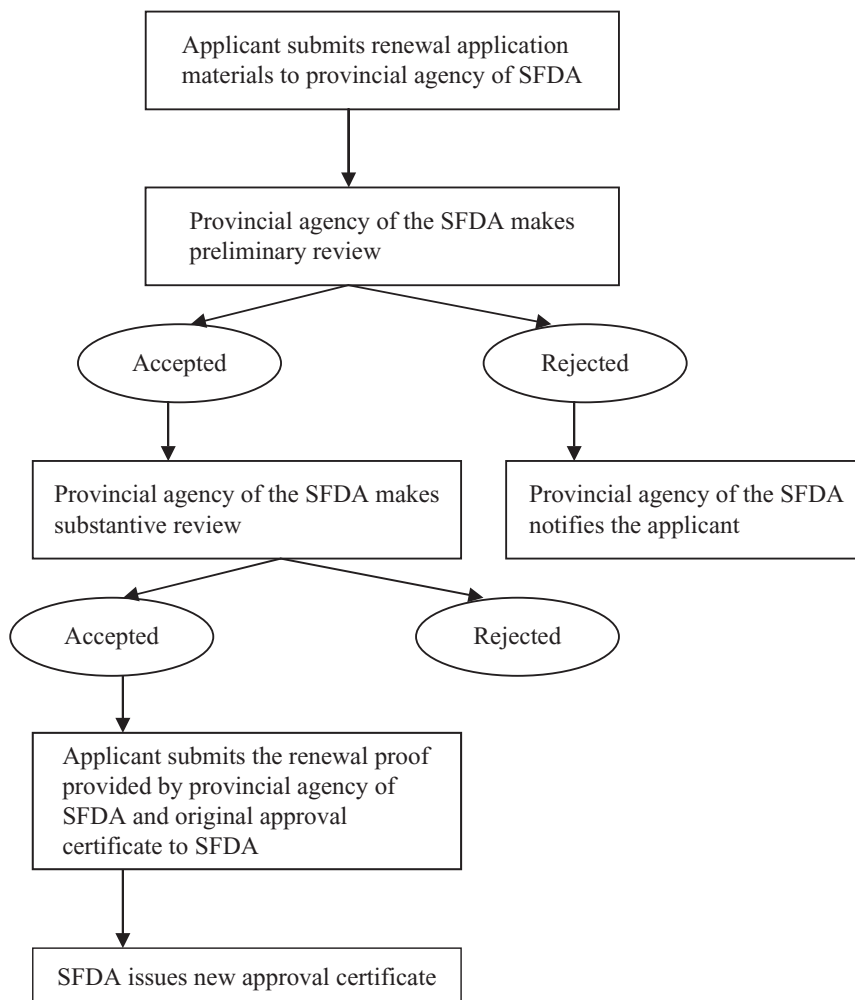 Applicant submits renewal application
materials to provincial agency of SFDA
Provincial agency of the SFDA makes
preliminary review
Accepted
Rejected
Provincial agency of the SFDA makes
substantive review
Provincial agency of the SFDA
notifies the applicant
Accepted
Rejected
Applicant submits the renewal proof
provided by provincial agency of
SFDA and original approval
certificate to SFDA
SFDA issues new approval certificate